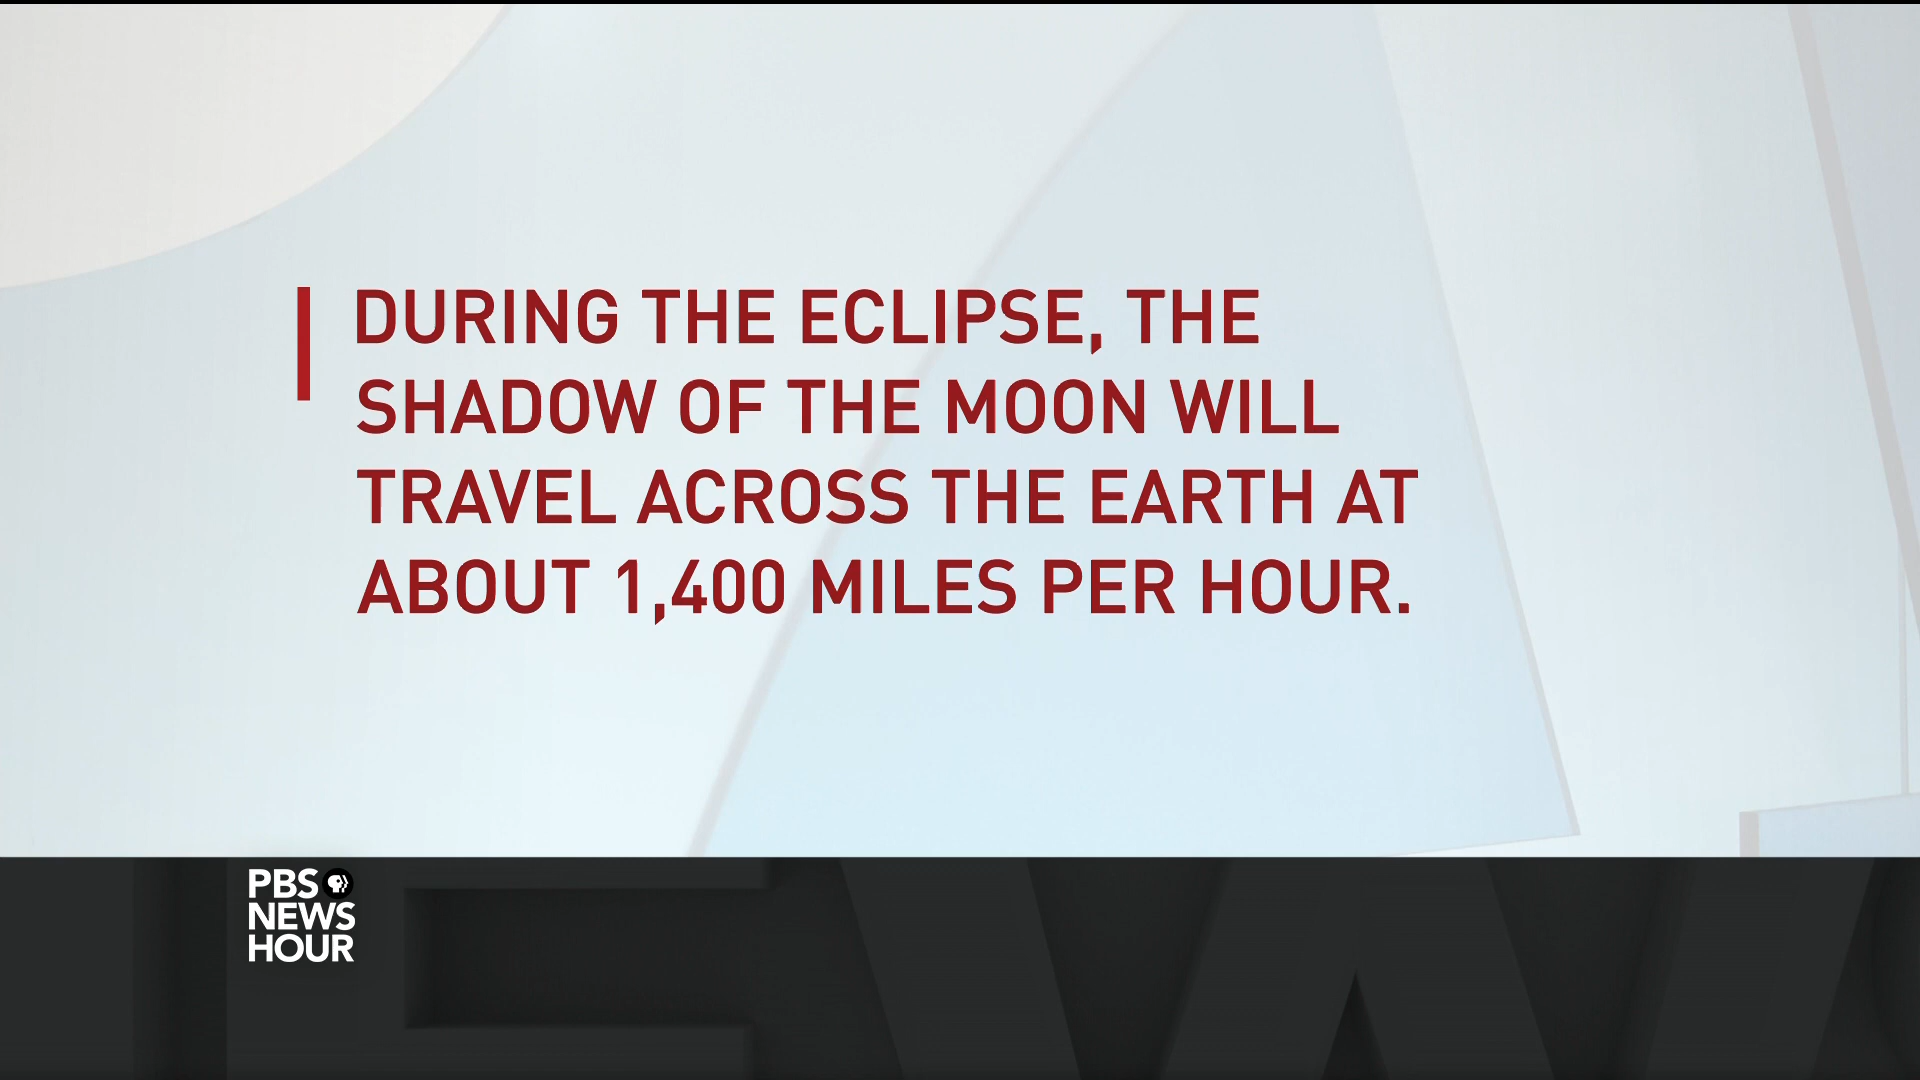 DURING THE ECLIPSE, THE
SHADOW OF THE MOON WILL
TRAVEL ACROSS THE EARTH AT
ABOUT 1,400 MILES PER HOUR.
PBS
NEWS
HOUR